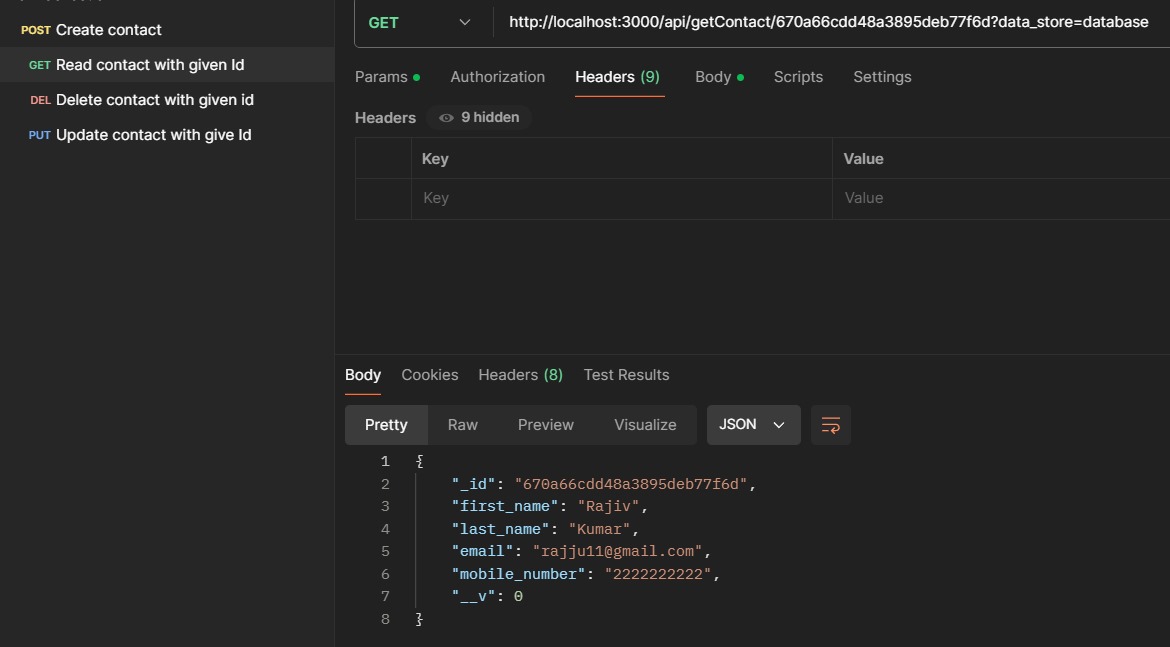 POST Create contact
GET Read contact with given Id
DEL Delete contact with given id
PUT Update contact with give Id
GET http://localhost:3000/api/getContact/670a66cdd48a3895deb77f6d?data_store=database
Params Authorization Headers (9) Body Scripts Settings
Headers 9 hidden
Key Value
Key Value
Body Cookies Headers (8) Test Results
Pretty Raw Preview Visualize JSON
1 {
2 "_id": "670a66cdd48a3895deb77f6d",
3 "first_name": "Rajiv",
4 "last_name": "Kumar",
5 "email": "rajju11@gmail.com",
6 "mobile_number": "2222222222",
7 "__v": 0
8 }